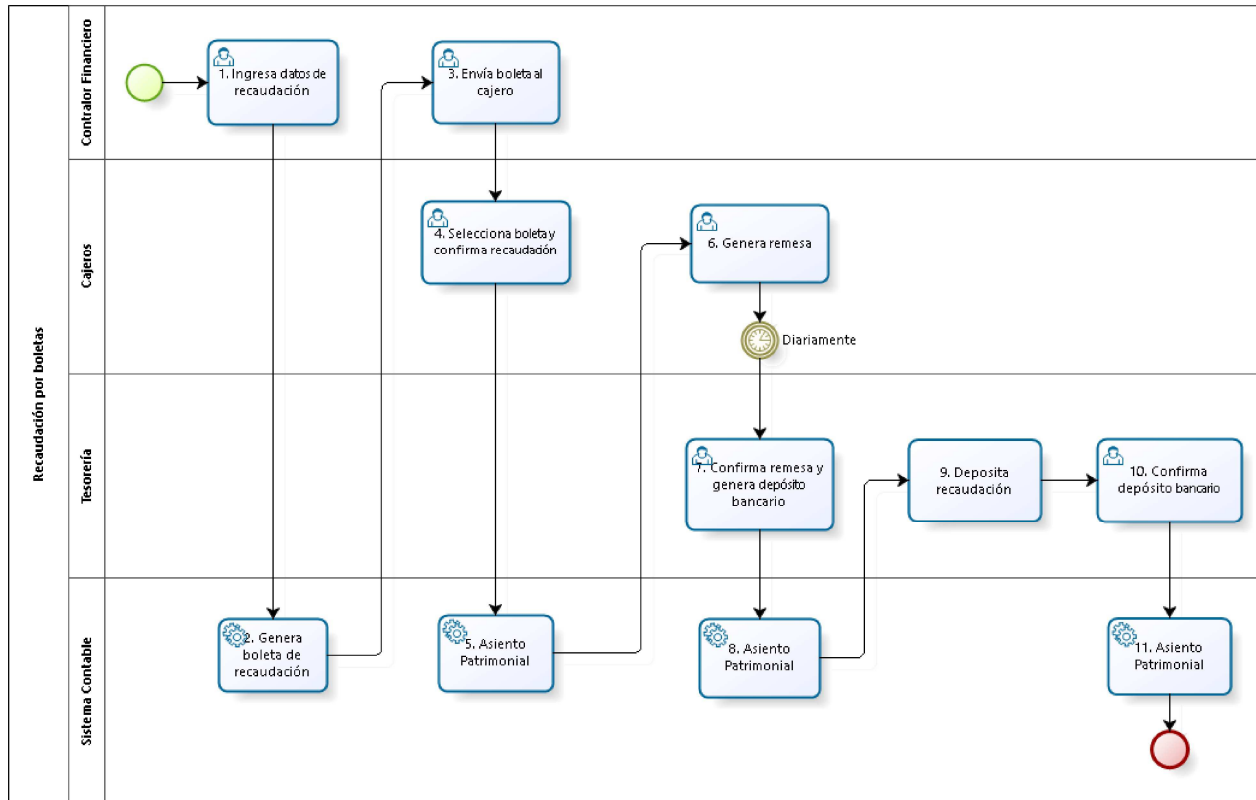 Recaudación por boletas
Contralor Financiero
1. Ingresa datos de
recaudación
3. Envía boleta al
cajero
Cajeros
4. Selecciona boleta y
confirma recaudación
6. Genera remesa
Diariamente
Tesorería
7. Confirma remesa y
genera depósito
bancario
9. Deposita
recaudación
10. Confirma
depósito bancario
Sistema Contable
2. Genera
boleta de
recaudación
5. Asiento
Patrimonial
8. Asiento
Patrimonial
11. Asiento
Patrimonial